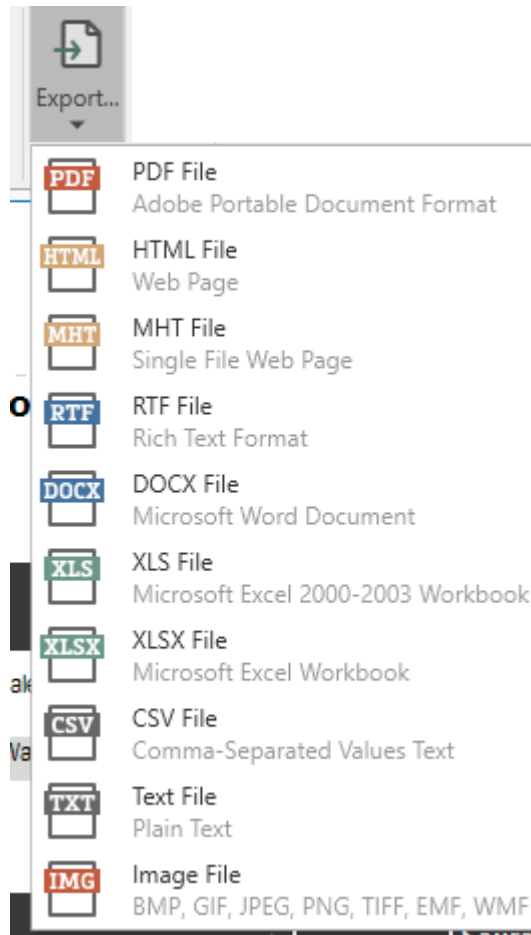 Export...
PDF
PDF File
Adobe Portable Document Format
HTML
HTML File
Web Page
MHT
MHT File
Single File Web Page
RTF
RTF File
Rich Text Format
DOCX
DOCX File
Microsoft Word Document
XLS
XLS File
Microsoft Excel 2000-2003 Workbook
XLSX
XLSX File
Microsoft Excel Workbook
CSV
CSV File
Comma-Separated Values Text
TXT
Text File
Plain Text
IMG
Image File
BMP, GIF, JPEG, PNG, TIFF, EMF, WMF